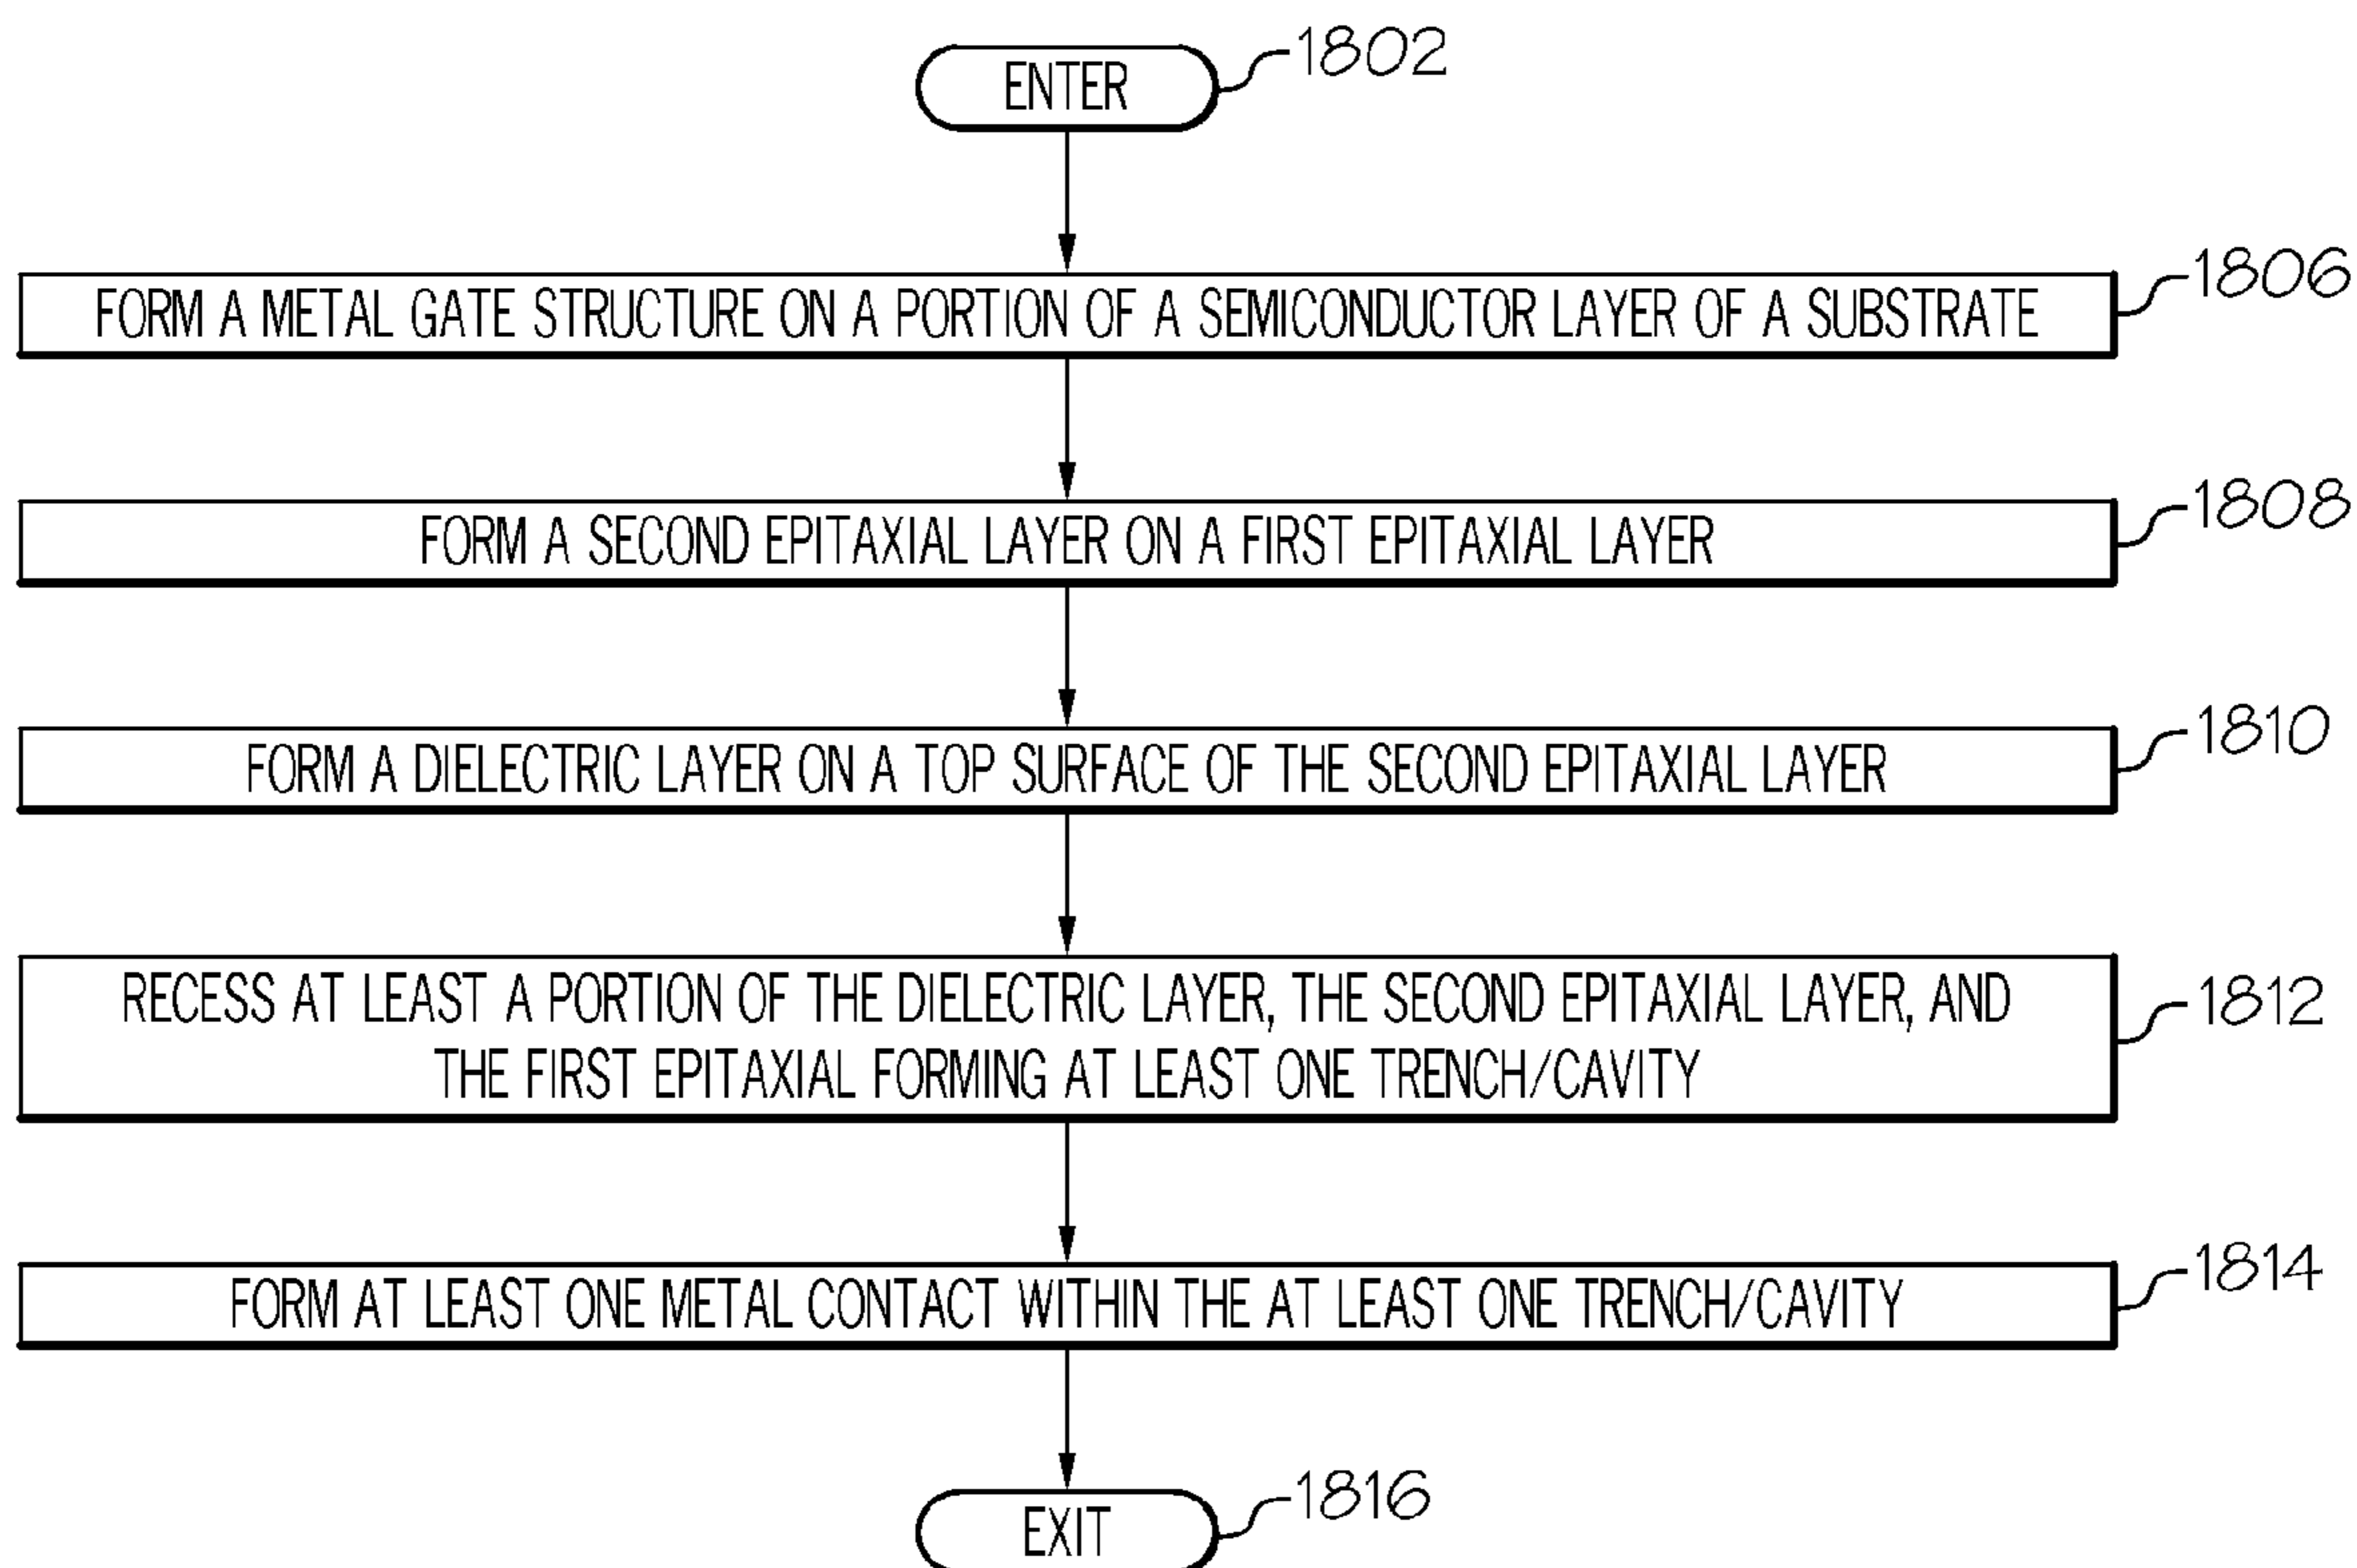 ENTER
1802
FORM A METAL GATE STRUCTURE ON A PORTION OF A SEMICONDUCTOR LAYER OF A SUBSTRATE
1806
FORM A SECOND EPITAXIAL LAYER ON A FIRST EPITAXIAL LAYER
1808
FORM A DIELECTRIC LAYER ON A TOP SURFACE OF THE SECOND EPITAXIAL LAYER
1810
RECESS AT LEAST A PORTION OF THE DIELECTRIC LAYER, THE SECOND EPITAXIAL LAYER, AND
THE FIRST EPITAXIAL FORMING AT LEAST ONE TRENCH/CAVITY
1812
FORM AT LEAST ONE METAL CONTACT WITHIN THE AT LEAST ONE TRENCH/CAVITY
1814
EXIT
1816